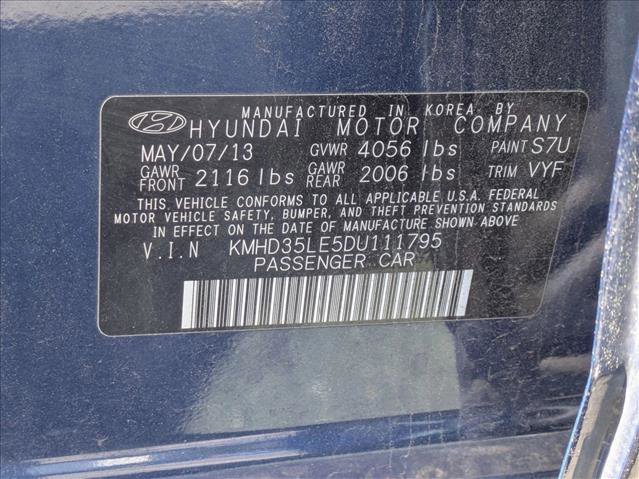 MANUFACTURED IN KOREA BY
HYUNDAI MOTOR COMPANY
MAY/07/13 GVWR 4056 lbs PAINT S7U
GAWR FRONT 2116 lbs GAWR REAR 2006 lbs TRIM VYF
THIS VEHICLE CONFORMS TO ALL APPLICABLE U.S.A. FEDERAL
MOTOR VEHICLE SAFETY, BUMPER, AND THEFT PREVENTION STANDARDS
IN EFFECT ON THE DATE OF MANUFACTURE SHOWN ABOVE
V.I.N KMHD35LE5DU111795
PASSENGER CAR